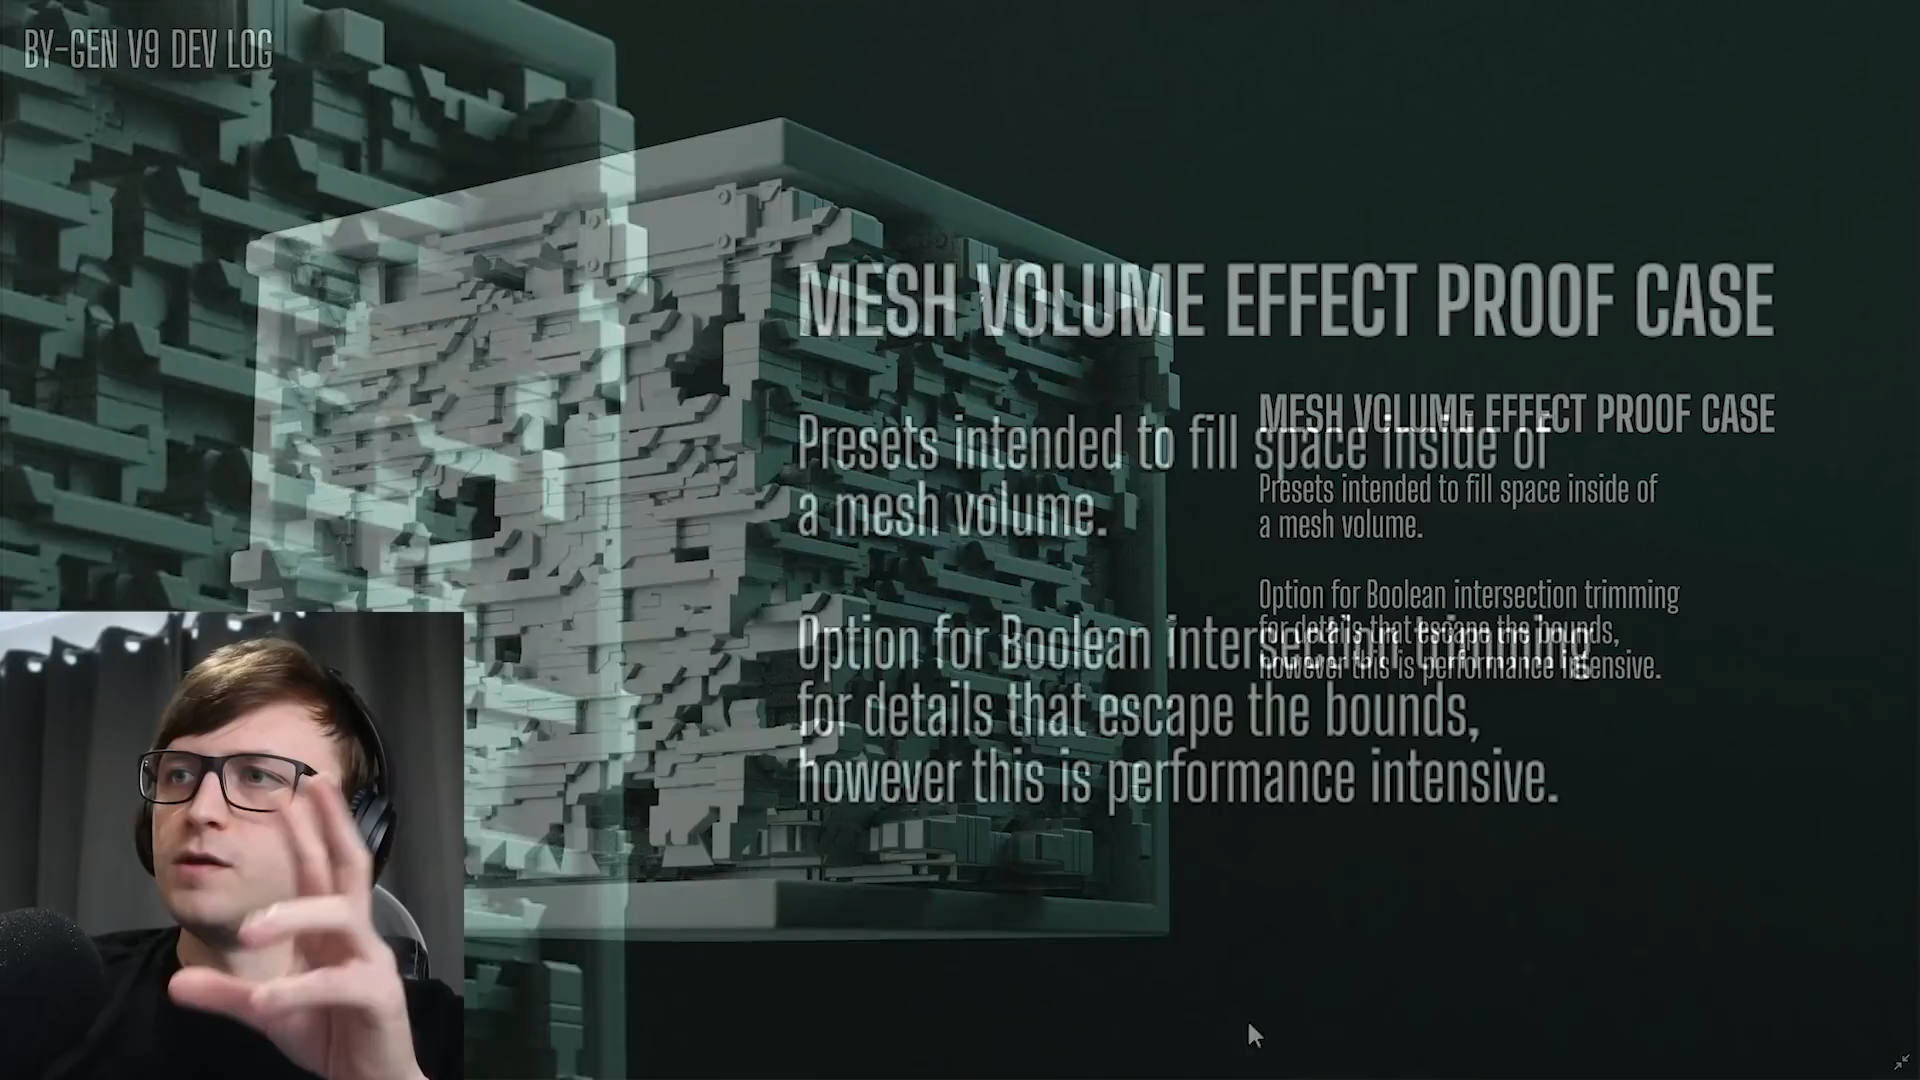 BY-GEN V9 DEV LOG
MESH VOLUME EFFECT PROOF CASE
Presets intended to fill space inside of
a mesh volume.
Option for Boolean intersection trimming
for details that escape the bounds,
however this is performance intensive.
MESH VOLUME EFFECT PROOF CASE
Presets intended to fill space inside of
a mesh volume.
Option for Boolean intersection trimming
for details that escape the bounds,
however this is performance intensive.